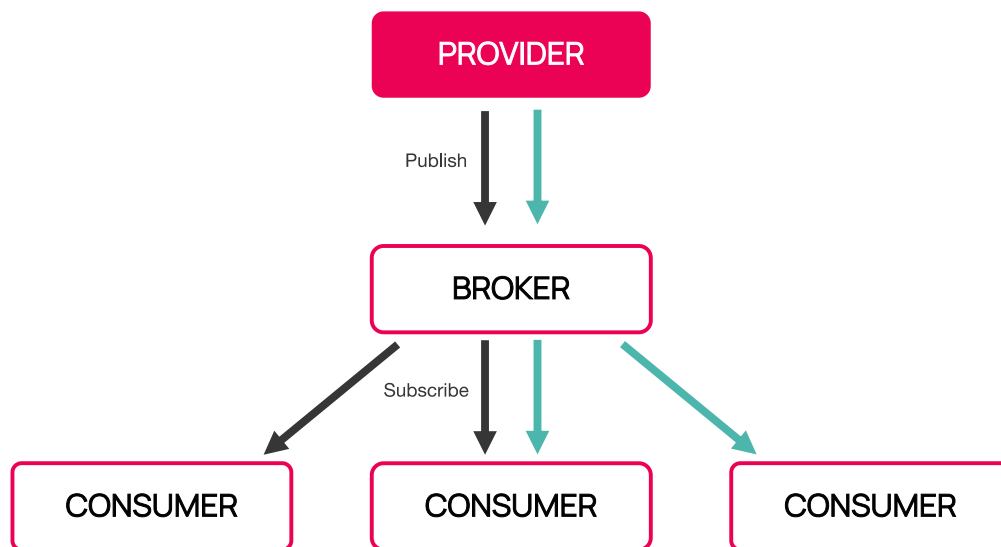 PROVIDER
Publish
BROKER
Subscribe
CONSUMER
CONSUMER
CONSUMER